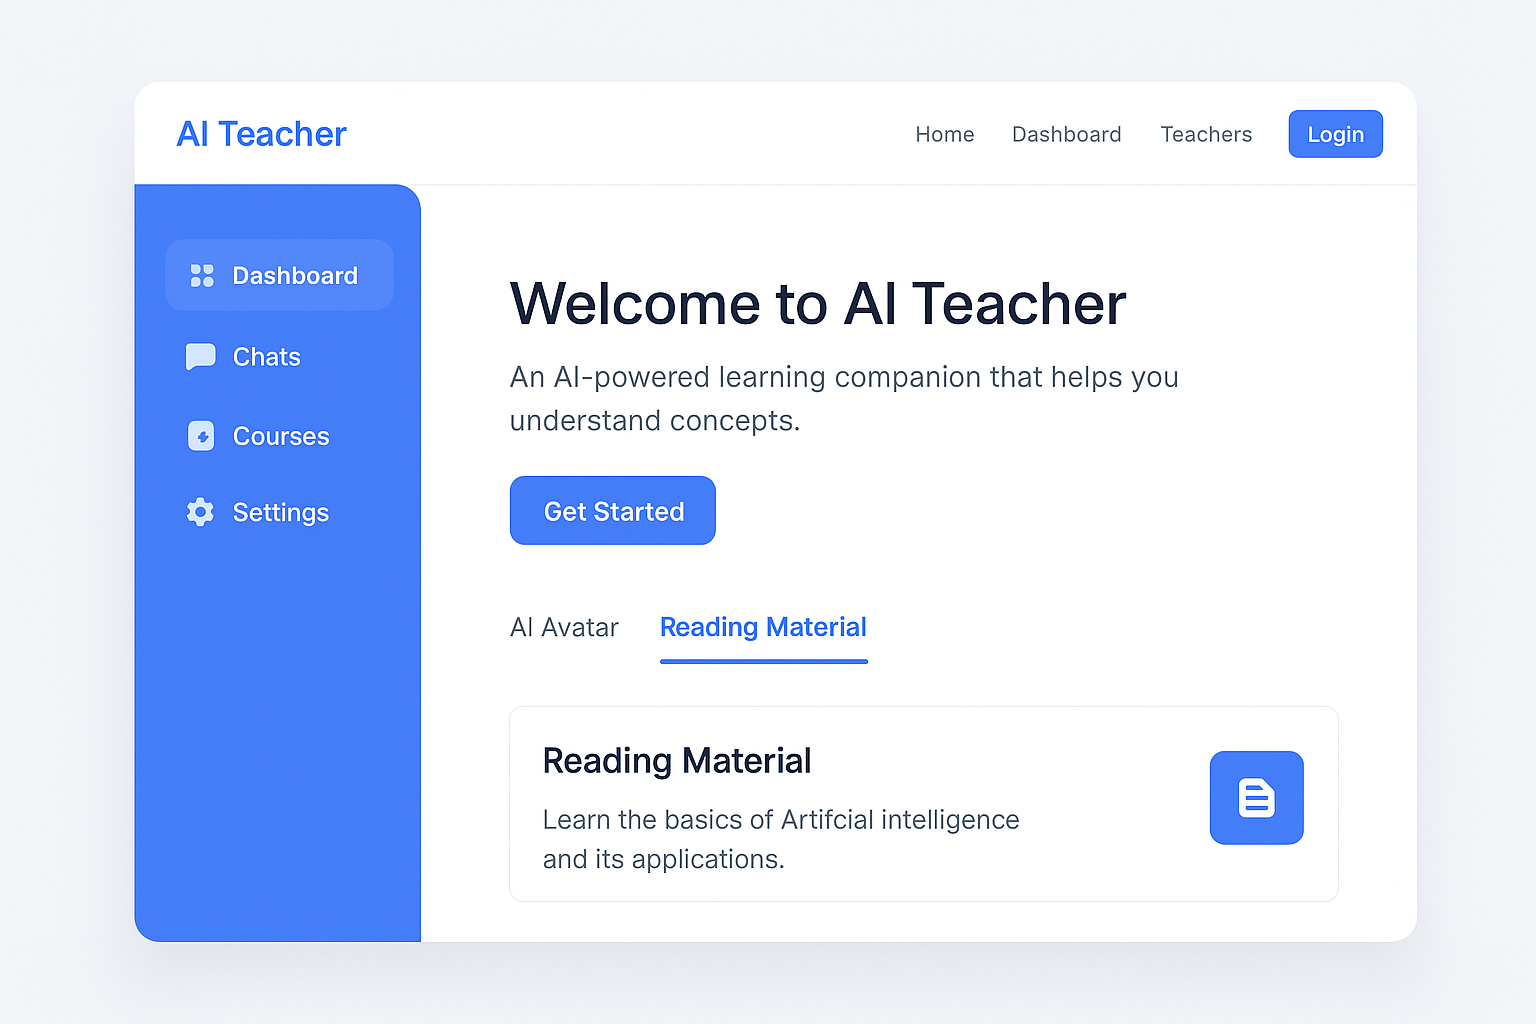 AI Teacher
Home
Dashboard
Teachers
Login
Dashboard
Chats
Courses
Settings
Welcome to AI Teacher
An AI-powered learning companion that helps you
understand concepts.
Get Started
AI Avatar
Reading Material
Reading Material
Learn the basics of Artifcial intelligence
and its applications.